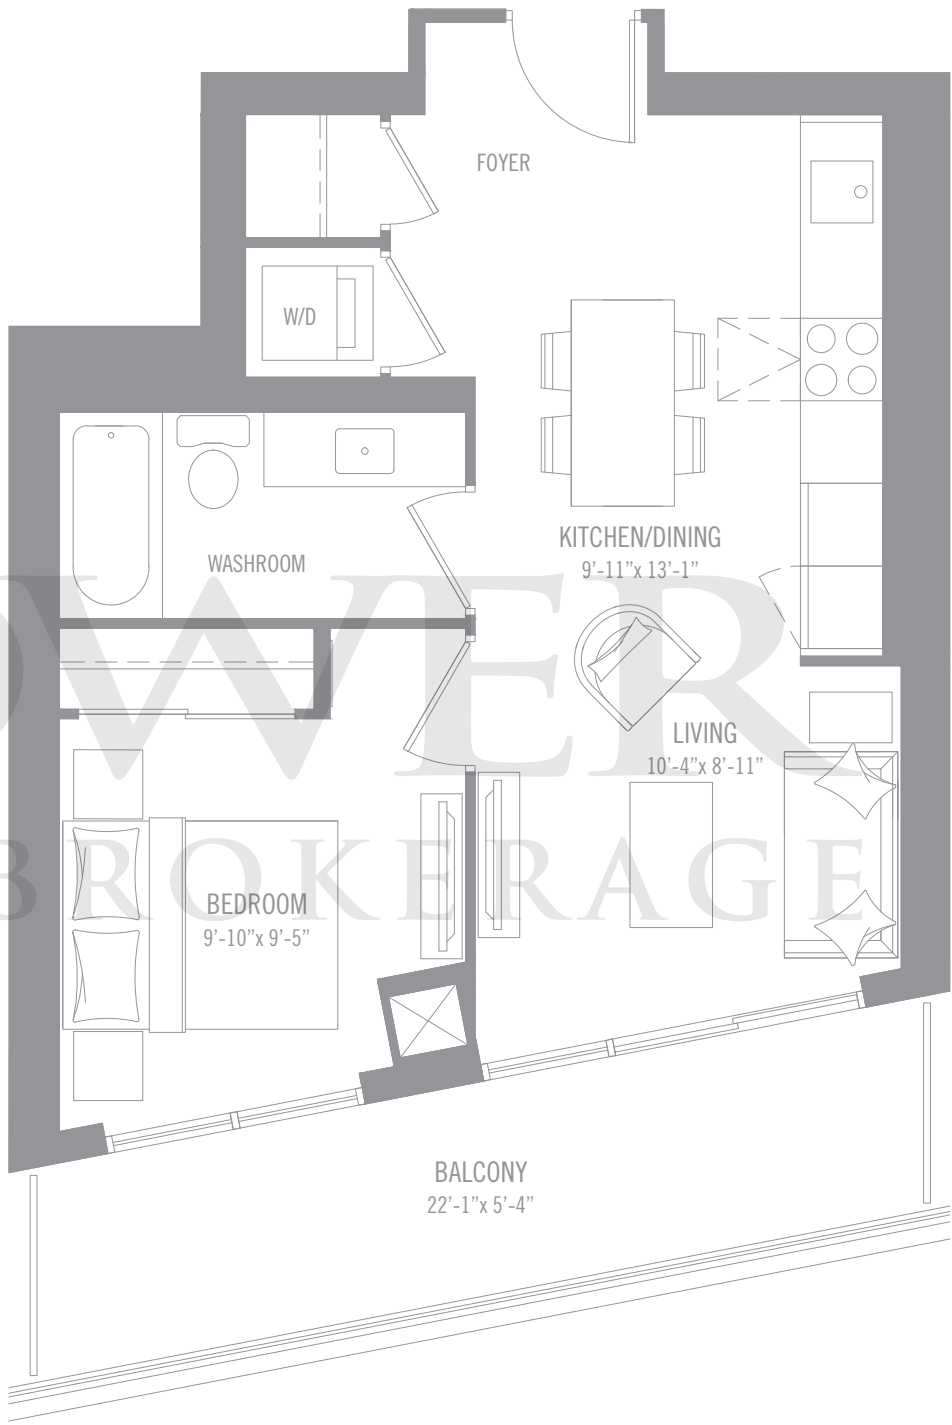 FOYER
W/D
KITCHEN/DINING
9’-11”x 13’-1”
WASHROOM
OWER
LIVING
10’-4”x 8’-11”
BROKERAGE
BEDROOM
9’-10”x 9’-5”
BALCONY
22’-1”x 5’-4”